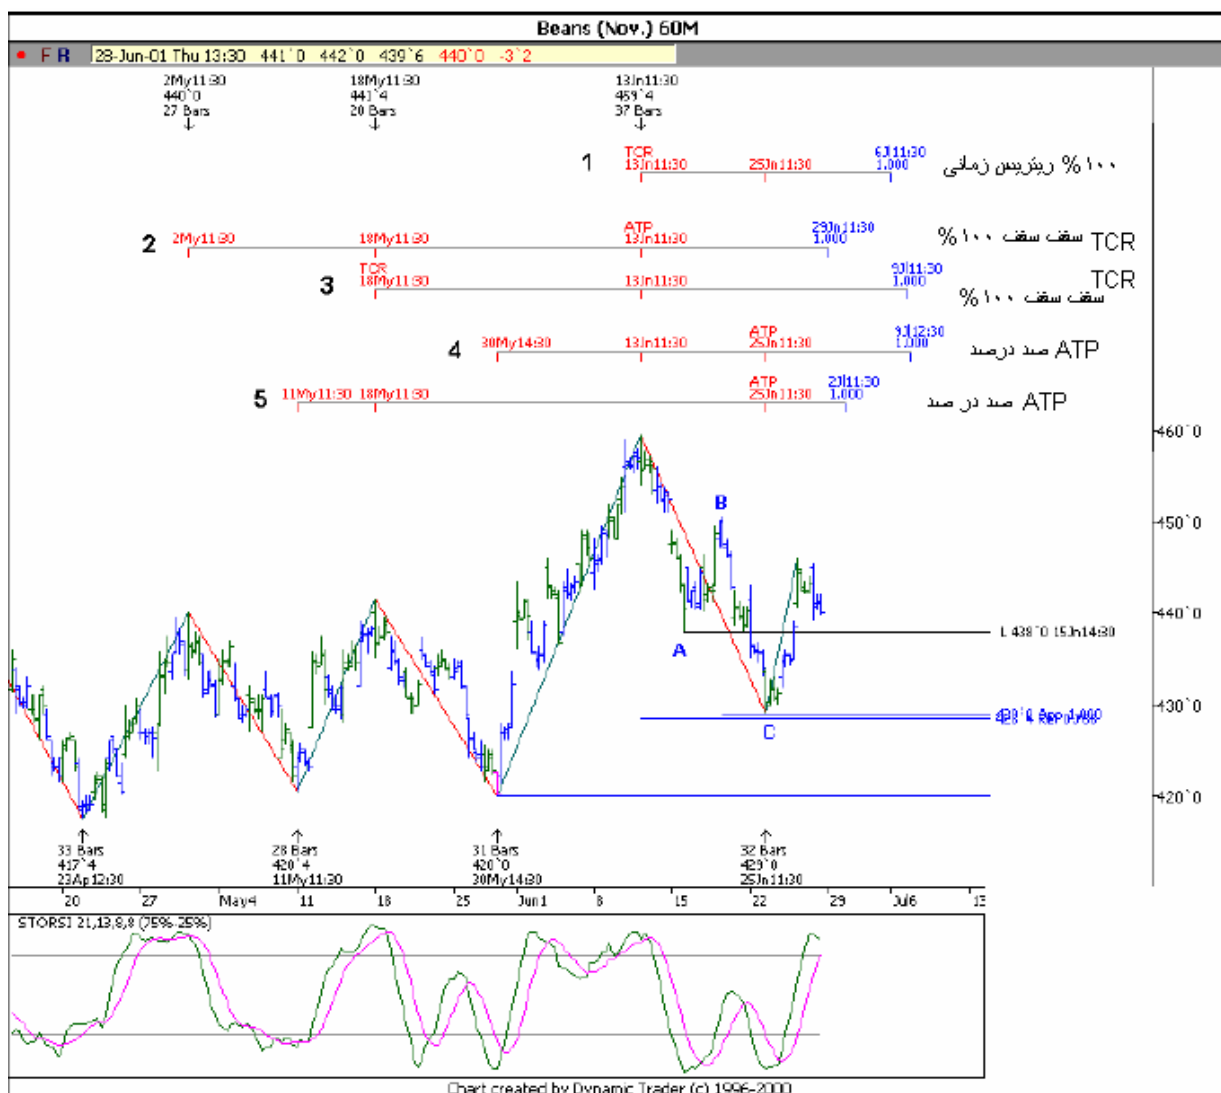 Beans (Nov.) 60M
F R 28-Jun-01 Thu 13:30 441`0 442`0 439`6 440`0 -3`2
2My11:30 18My11:30 13Jn11:30
440`0 441`4 459`4
27 Bars 20 Bars 37 Bars
TCR 6Jl11:30
1 13Jn11:30 25Jn11:30 1.000 ۱۰۰% ریتریس زمانی
ATP 29Jn11:30
2 2My11:30 18My11:30 13Jn11:30 1.000 TCR سقف سقف ۱۰۰%
TCR 9Jl11:30 TCR
3 18My11:30 13Jn11:30 1.000 سقف سقف ۱۰۰%
ATP 9Jl12:30
4 30My14:30 13Jn11:30 25Jn11:30 1.000 ATP صد درصد
ATP 2Jl11:30
5 11My11:30 18My11:30 25Jn11:30 1.000 ATP صد در صد
460`0
450`0
B
440`0
L 438`0 15Jn14:30
A
430`0
C
420`0
33 Bars 28 Bars 31 Bars 32 Bars
417`4 420`4 420`0 429`0
23Ap12:30 11My11:30 30My14:30 25Jn11:30
20 27 May4 11 18 25 Jun1 8 15 22 29 Jul6 13
STORSI 21,13,8,8 (75%-25%)
Chart created by Dynamic Trader (c) 1996-2000